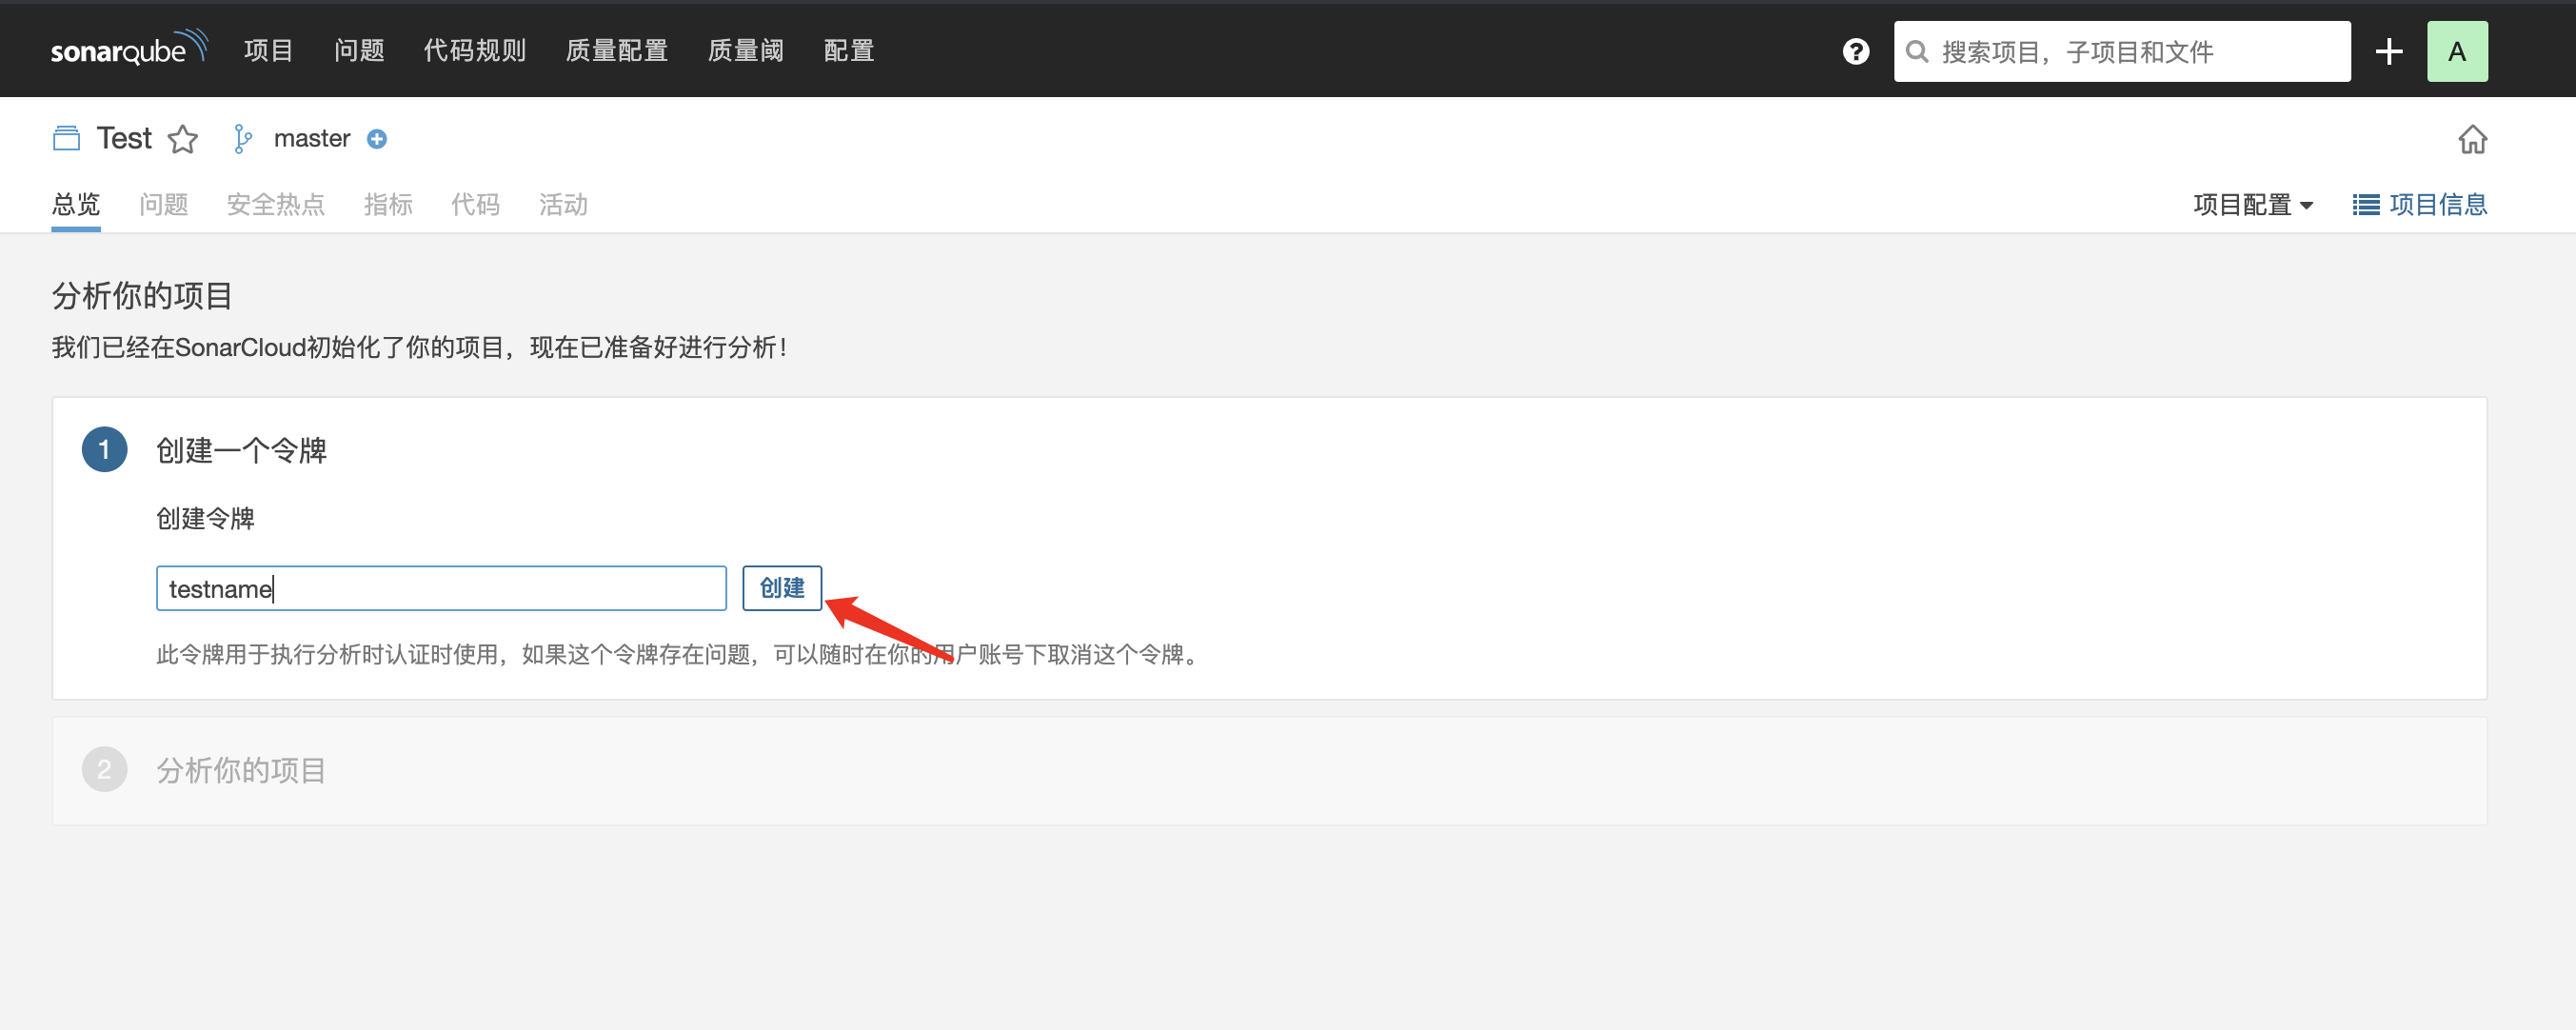 sonarqube 项目 问题 代码规则 质量配置 质量阈 配置 搜索项目，子项目和文件 A
Test master
总览 问题 安全热点 指标 代码 活动 项目配置 项目信息
分析你的项目
我们已经在SonarCloud初始化了你的项目，现在已准备好进行分析！
1 创建一个令牌
创建令牌
testname 创建
此令牌用于执行分析时认证时使用，如果这个令牌存在问题，可以随时在你的用户账号下取消这个令牌。
2 分析你的项目